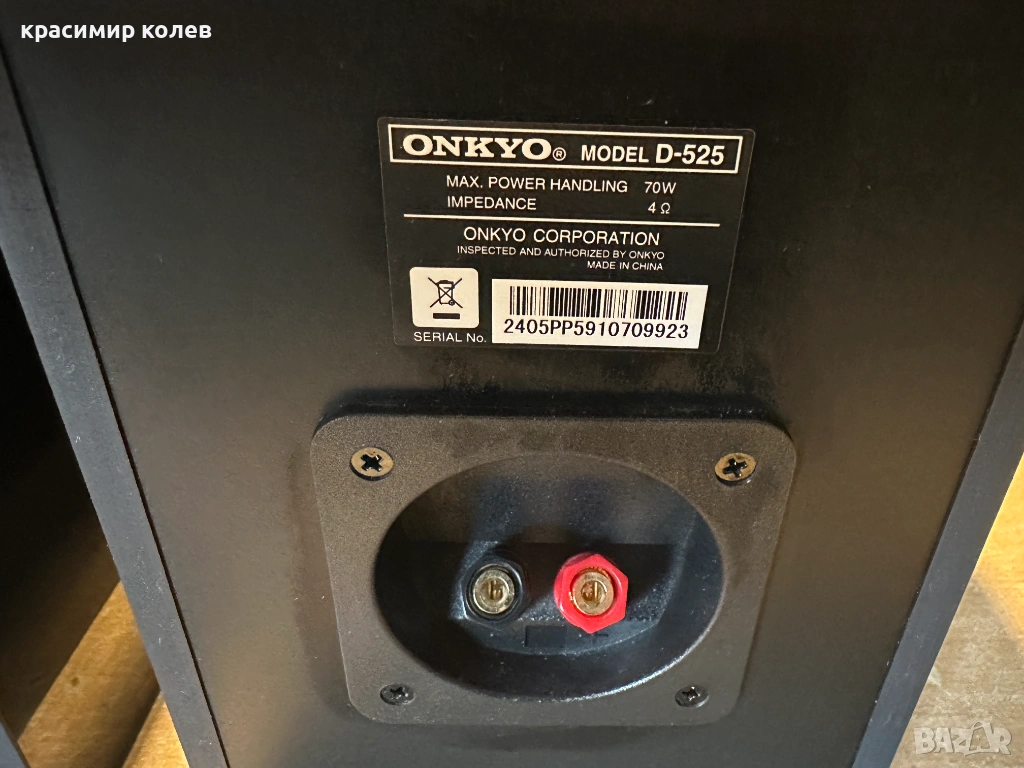 красимир колев
ONKYO® MODEL D-525
MAX. POWER HANDLING 70W
IMPEDANCE 4 Ω
ONKYO CORPORATION
INSPECTED AND AUTHORIZED BY ONKYO
MADE IN CHINA
SERIAL No. 2405PP5910709923
BAZAR